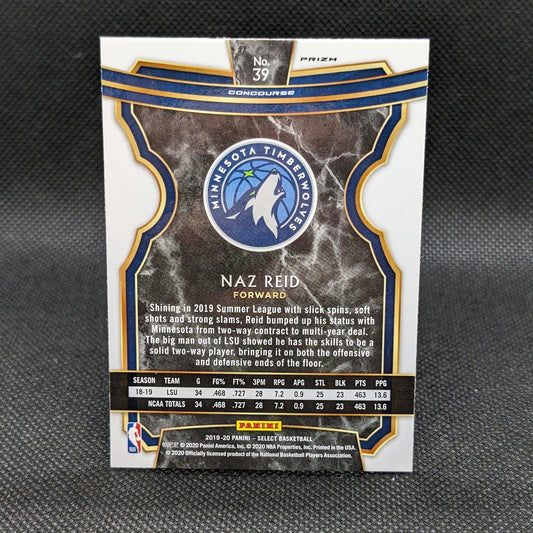 No.
39
PRIZM
CONCOURSE
MINNESOTA TIMBERWOLVES
NAZ REID
FORWARD
Shining in 2019 Summer League with slick spins, soft
shots and strong slams, Reid bumped up his status with
Minnesota from two-way contract to multi-year deal.
The big man out of LSU showed he has the skills to be a
solid two-way player, bringing it on both the offensive
and defensive ends of the floor.
SEASON TEAM G FG% FT% 3PM RPG APG STL BLK PTS PPG
18-19 LSU 34 .468 .727 28 7.2 0.9 25 23 463 13.6
NCAA TOTALS 34 .468 .727 28 7.2 0.9 25 23 463 13.6
PANINI
2019-20 PANINI – SELECT BASKETBALL
© 2020 Panini America, Inc. © 2020 NBA Properties, Inc. Printed in the USA.
© 2020 Officially licensed product of the National Basketball Players Association.